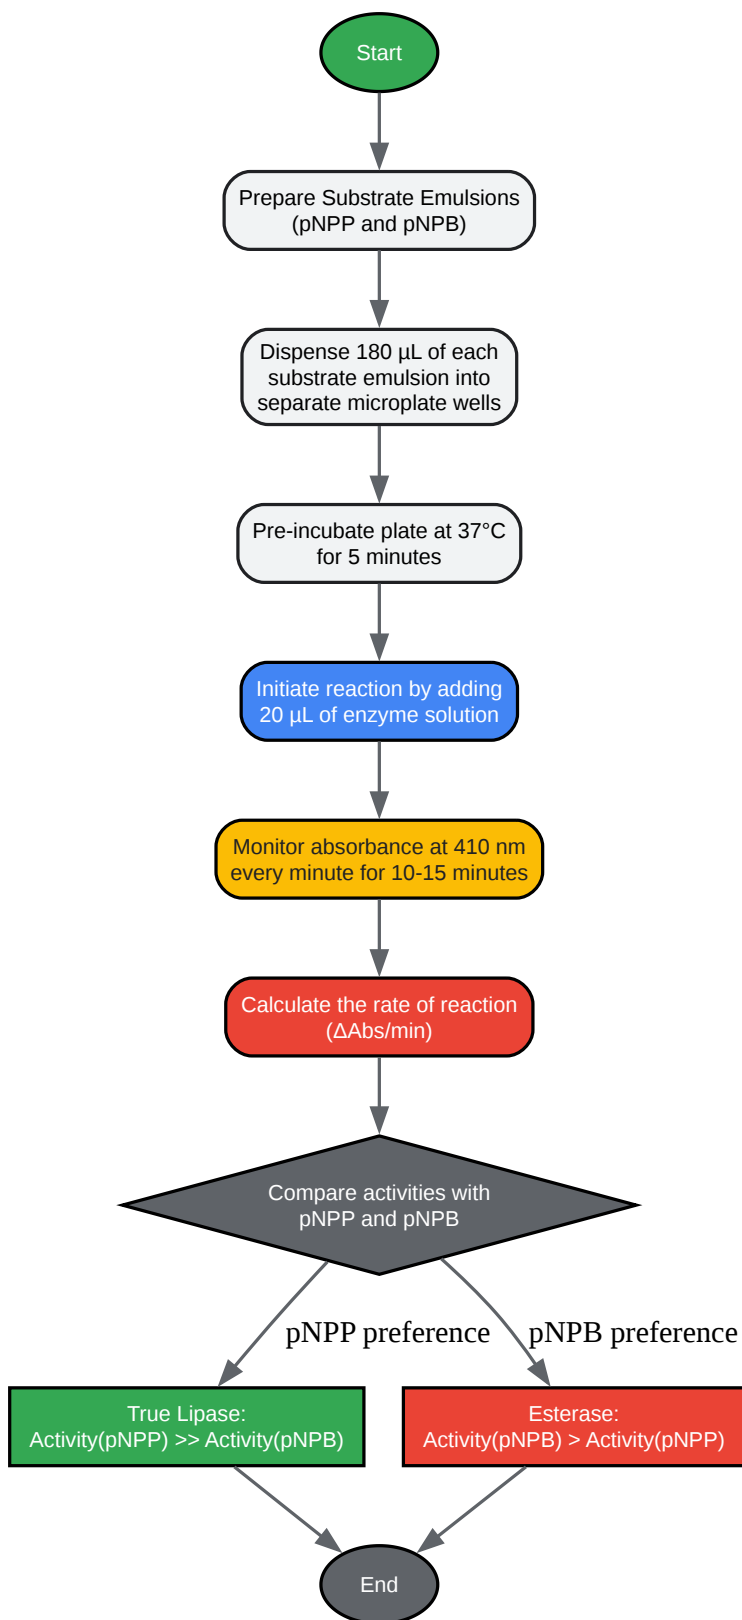 Start
Prepare Substrate Emulsions
(pNPP and pNPB)
Dispense 180 µL of each
substrate emulsion into
separate microplate wells
Pre-incubate plate at 37°C
for 5 minutes
Initiate reaction by adding
20 µL of enzyme solution
Monitor absorbance at 410 nm
every minute for 10-15 minutes
Calculate the rate of reaction
(ΔAbs/min)
Compare activities with
pNPP and pNPB
pNPP preference
pNPB preference
True Lipase:
Activity(pNPP) >> Activity(pNPB)
Esterase:
Activity(pNPB) > Activity(pNPP)
End